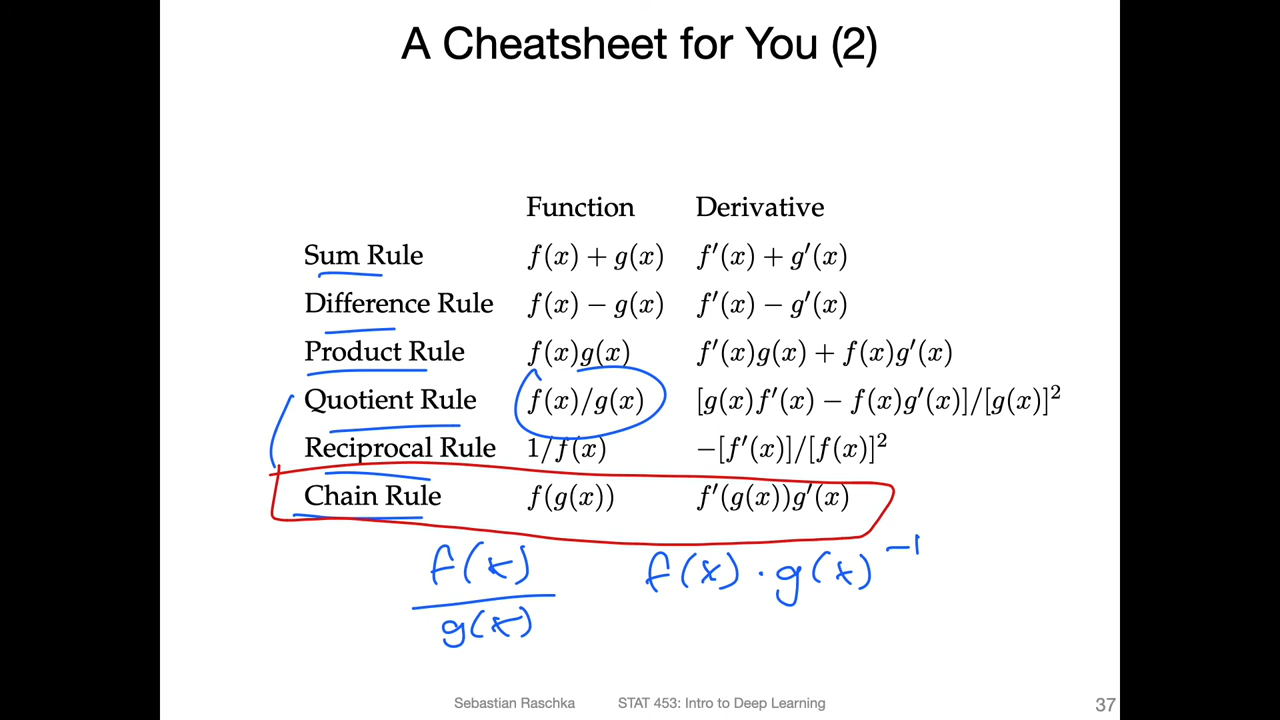 A Cheatsheet for You (2)
Function Derivative
Sum Rule f(x) + g(x) f′(x) + g′(x)
Difference Rule f(x) − g(x) f′(x) − g′(x)
Product Rule f(x)g(x) f′(x)g(x) + f(x)g′(x)
Quotient Rule f(x)/g(x) [g(x)f′(x) − f(x)g′(x)]/[g(x)]²
Reciprocal Rule 1/f(x) −[f′(x)]/[f(x)]²
Chain Rule f(g(x)) f′(g(x))g′(x)
f(x) f(x) · g(x)⁻¹
g(x)
Sebastian Raschka STAT 453: Intro to Deep Learning 37